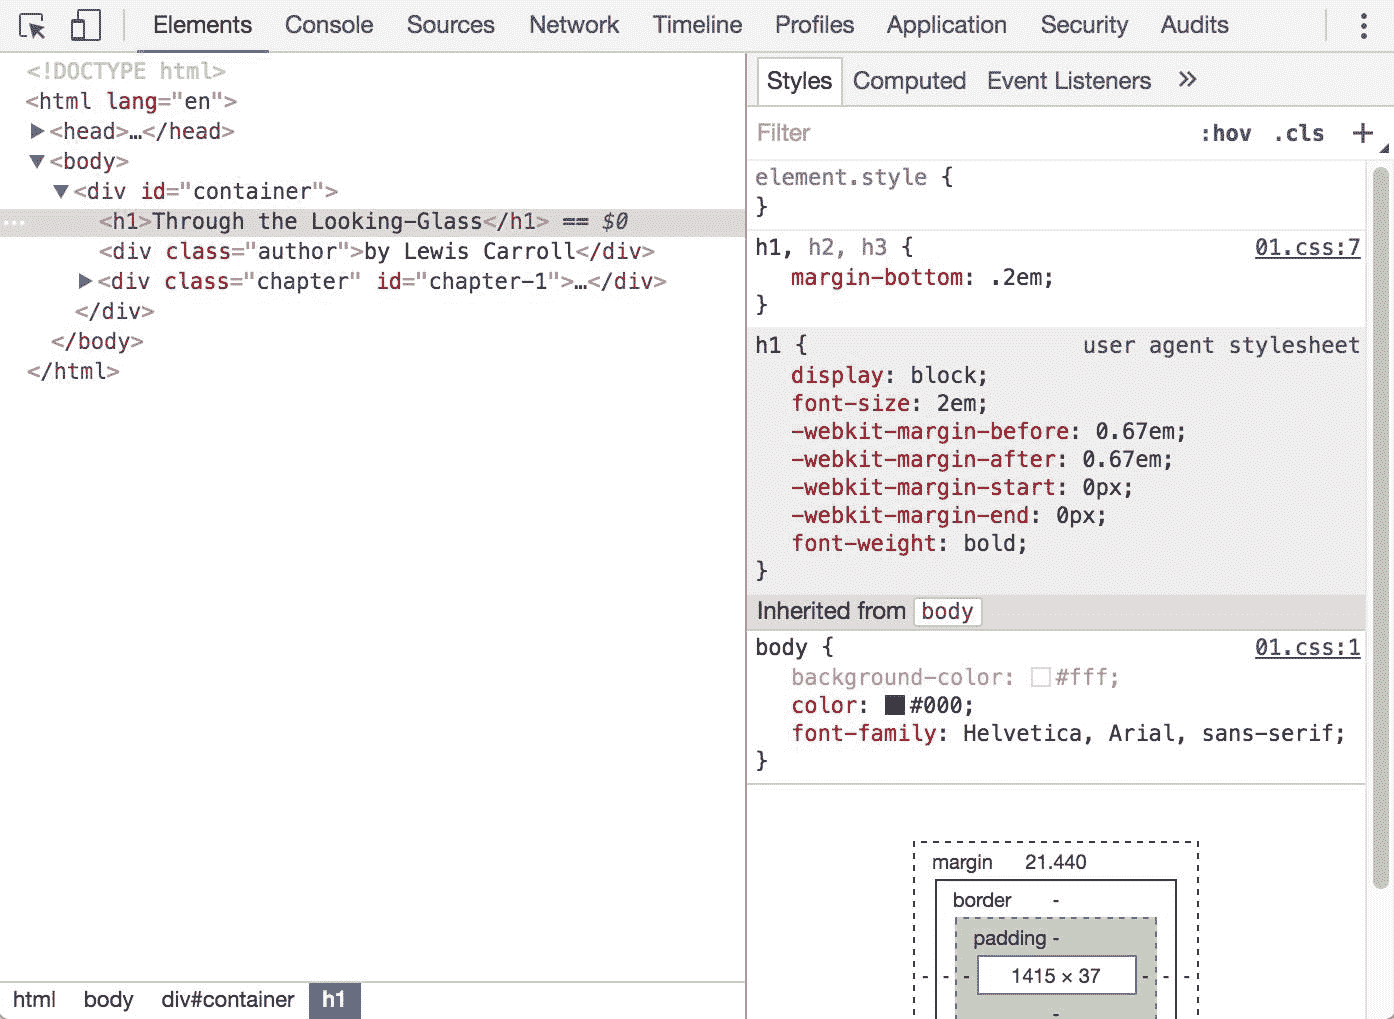 Elements Console Sources Network Timeline Profiles Application Security Audits
<!DOCTYPE html>
<html lang="en">
<head>…</head>
<body>
<div id="container">
… <h1>Through the Looking-Glass</h1> == $0
<div class="author">by Lewis Carroll</div>
<div class="chapter" id="chapter-1">…</div>
</div>
</body>
</html>
html body div#container h1
Styles Computed Event Listeners »
Filter :hov .cls +
element.style {
}
h1, h2, h3 { 01.css:7
margin-bottom: .2em;
}
h1 { user agent stylesheet
display: block;
font-size: 2em;
-webkit-margin-before: 0.67em;
-webkit-margin-after: 0.67em;
-webkit-margin-start: 0px;
-webkit-margin-end: 0px;
font-weight: bold;
}
Inherited from body
body { 01.css:1
background-color: #fff;
color: #000;
font-family: Helvetica, Arial, sans-serif;
}
margin 21.440
border -
padding -
- - - 1415 × 37 - - -
-